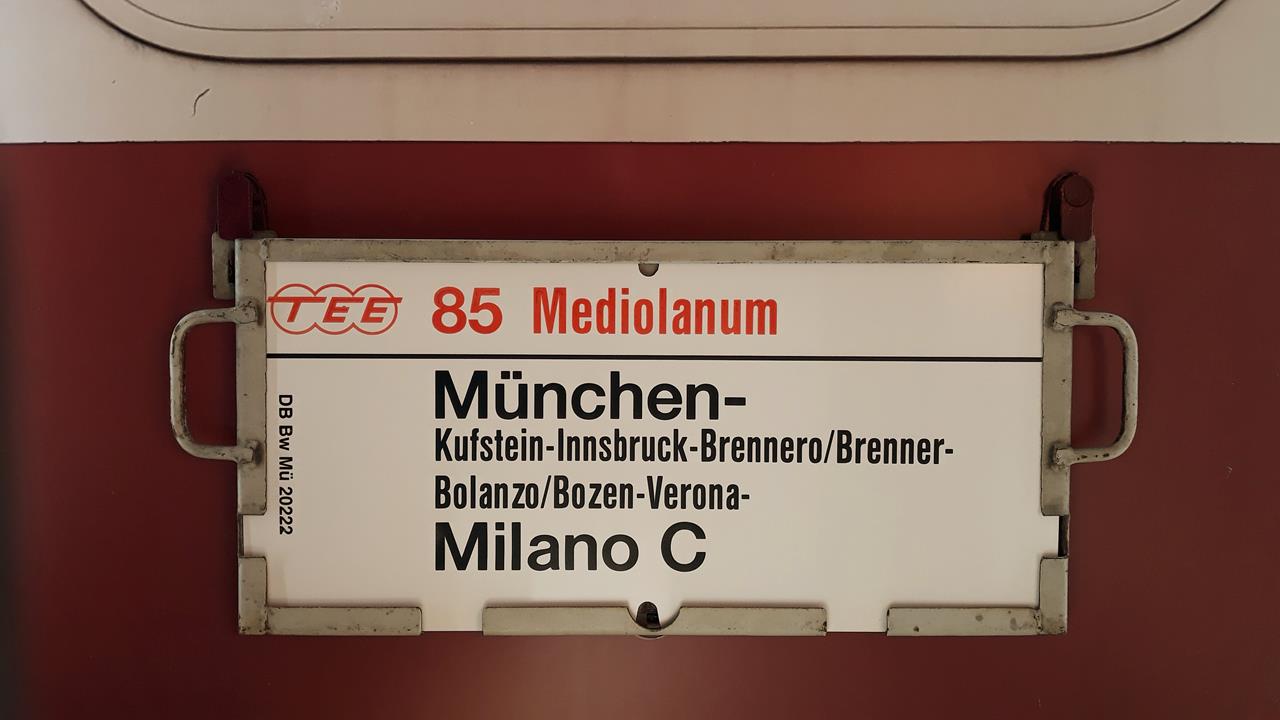 TEE 85 Mediolanum
München-
Kufstein-Innsbruck-Brennero/Brenner-
Bolanzo/Bozen-Verona-
Milano C
DB Bw Mü 20222